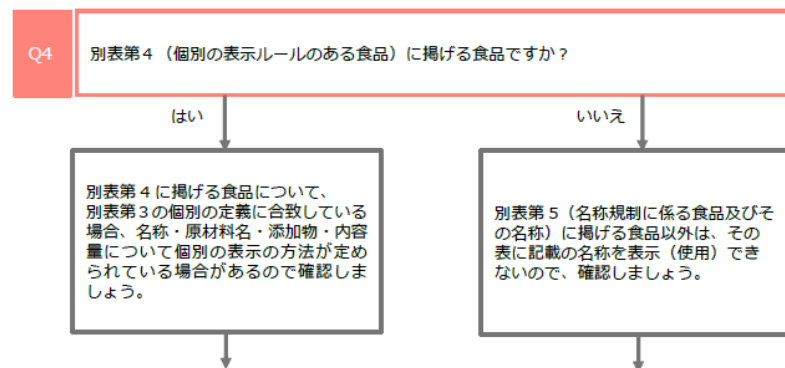 Q4
別表第４（個別の表示ルールのある食品）に掲げる食品ですか？
はい
いいえ
別表第４に掲げる食品について、
別表第３の個別の定義に合致している
場合、名称・原材料名・添加物・内容
量について個別の表示の方法が定め
られている場合があるので確認しま
しょう。
別表第５（名称規制に係る食品及びそ
の名称）に掲げる食品以外は、その
表に記載の名称を表示（使用）でき
ないので、確認しましょう。